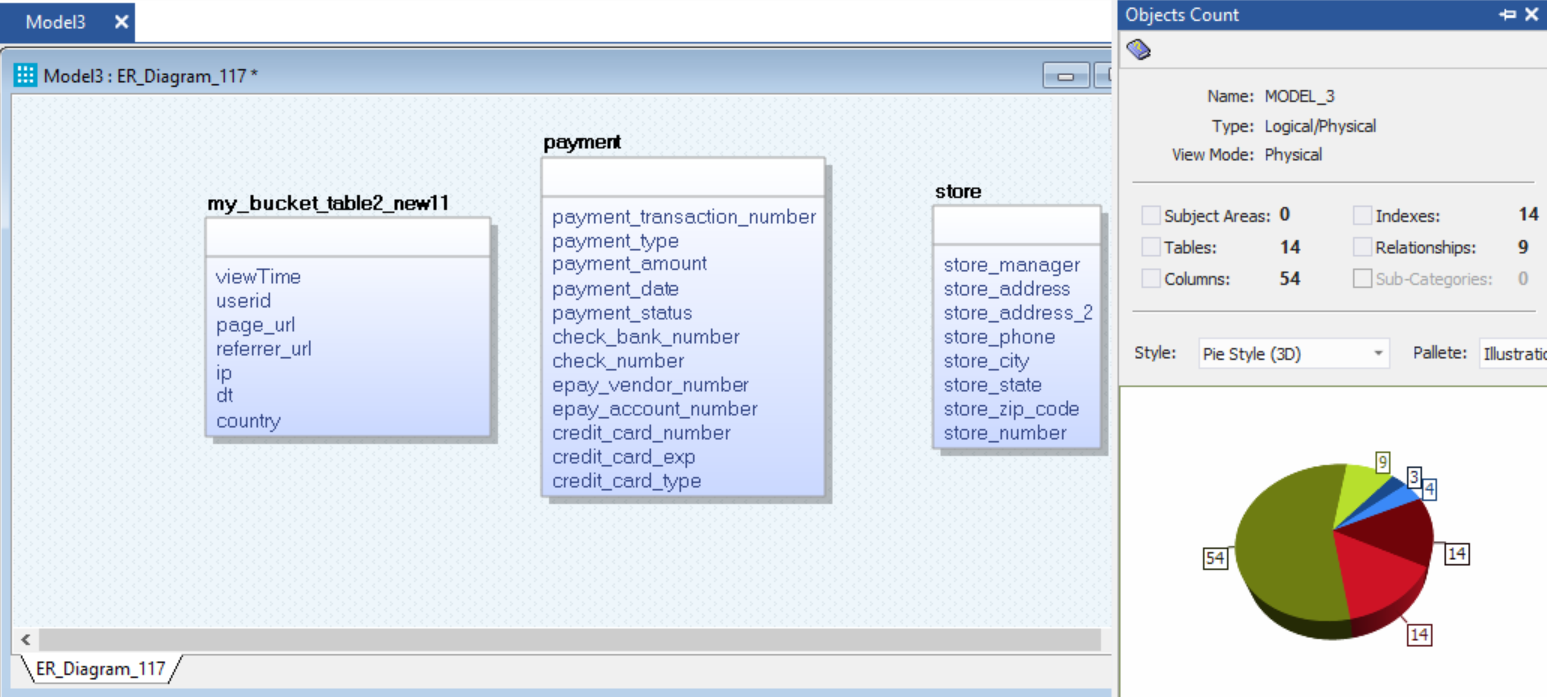 Model3
Model3 : ER_Diagram_117 *
my_bucket_table2_new11
viewTime
userid
page_url
referrer_url
ip
dt
country
payment
payment_transaction_number
payment_type
payment_amount
payment_date
payment_status
check_bank_number
check_number
epay_vendor_number
epay_account_number
credit_card_number
credit_card_exp
credit_card_type
store
store_manager
store_address
store_address_2
store_phone
store_city
store_state
store_zip_code
store_number
ER_Diagram_117
Objects Count
Name: MODEL_3
Type: Logical/Physical
View Mode: Physical
Subject Areas: 0 Indexes: 14
Tables: 14 Relationships: 9
Columns: 54 Sub-Categories: 0
Style: Pie Style (3D) Pallete: Illustratio
9
3
4
54
14
14